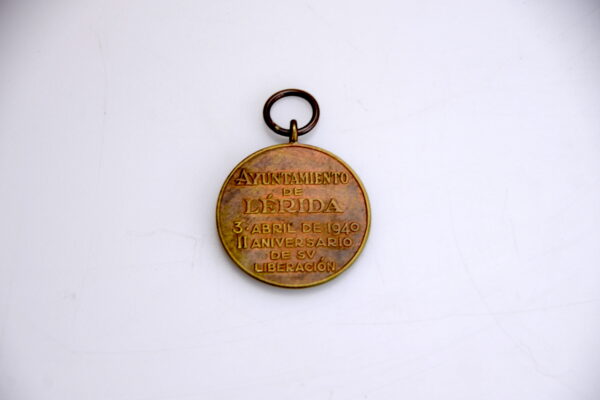 AYUNTAMIENTO
DE
LÉRIDA
3·ABRIL DE 1940
II ANIVERSARIO
DE SV
LIBERACIÓN